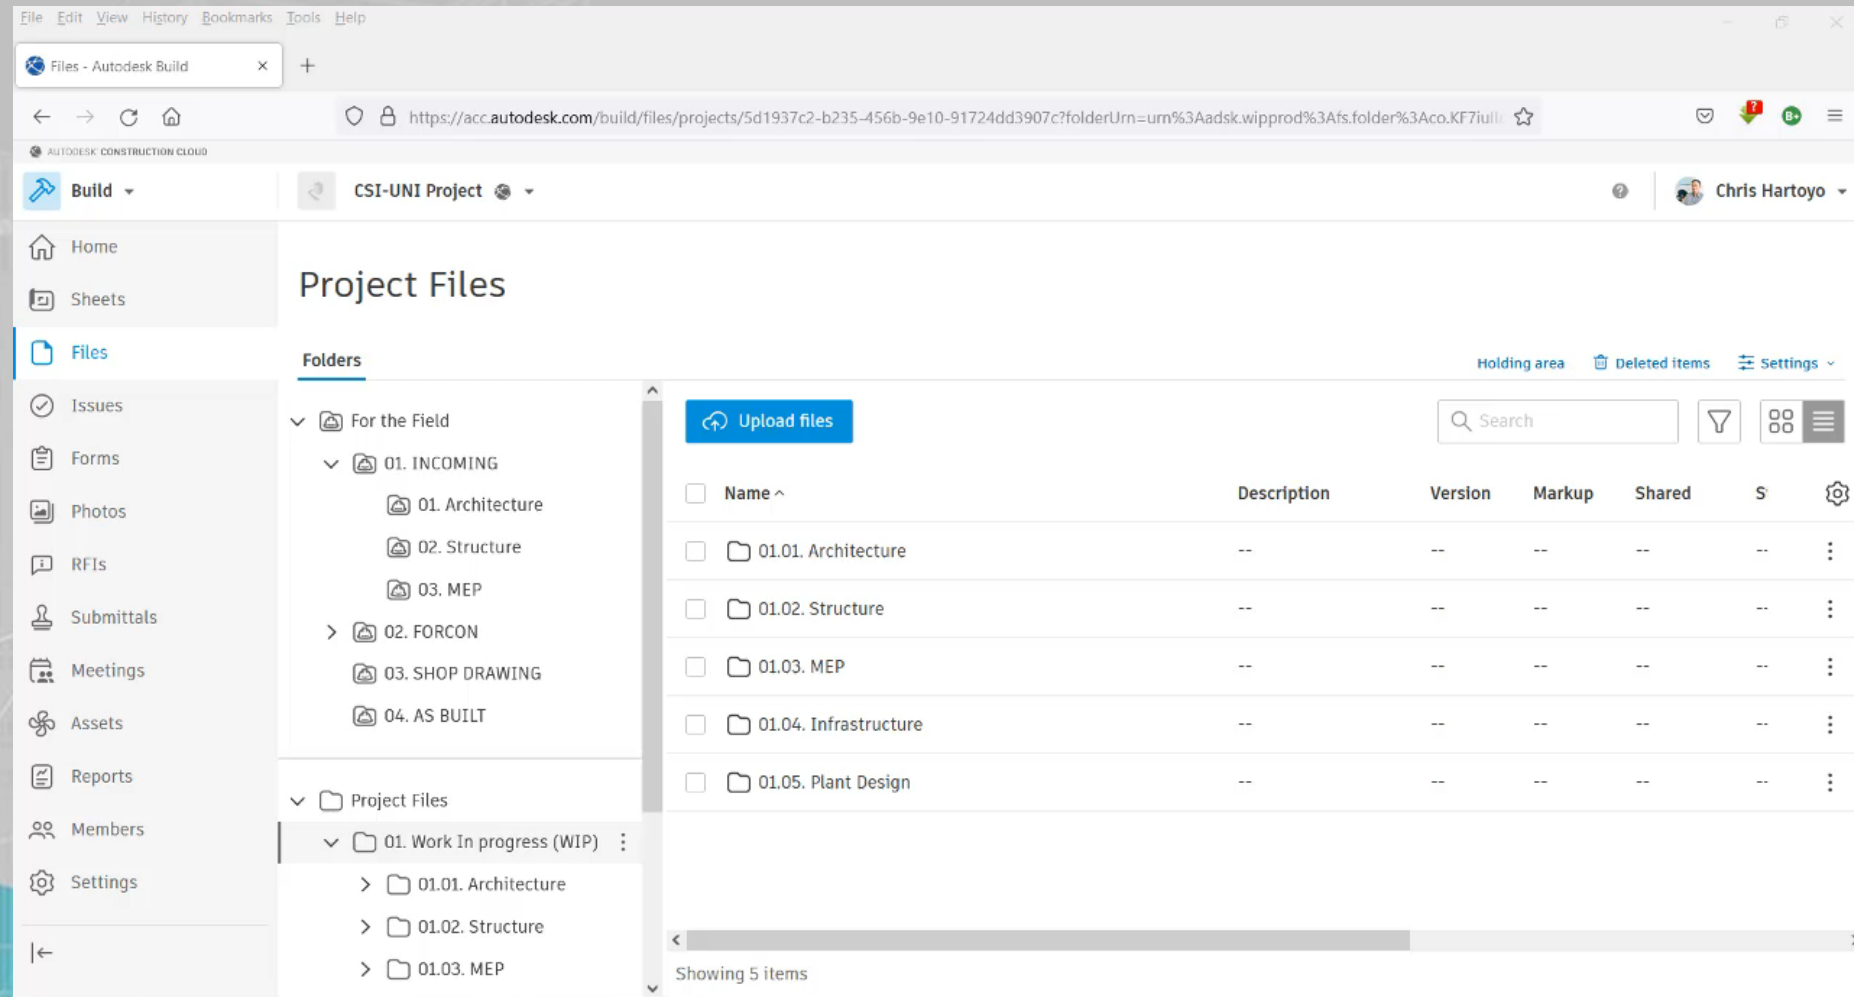 File Edit View History Bookmarks Tools Help
Files - Autodesk Build
https://acc.autodesk.com/build/files/projects/5d1937c2-b235-456b-9e10-91724dd3907c?folderUrn=urn%3Aadsk.wipprod%3Afs.folder%3Aco.KF7iull
AUTODESK CONSTRUCTION CLOUD
Build
CSI-UNI Project
Chris Hartoyo
Home
Sheets
Files
Issues
Forms
Photos
RFIs
Submittals
Meetings
Assets
Reports
Members
Settings
Project Files
Folders
Holding area Deleted items Settings
For the Field
01. INCOMING
01. Architecture
02. Structure
03. MEP
02. FORCON
03. SHOP DRAWING
04. AS BUILT
Project Files
01. Work In progress (WIP)
01.01. Architecture
01.02. Structure
01.03. MEP
Upload files
Search
Name Description Version Markup Shared S
01.01. Architecture -- -- -- -- --
01.02. Structure -- -- -- -- --
01.03. MEP -- -- -- -- --
01.04. Infrastructure -- -- -- -- --
01.05. Plant Design -- -- -- -- --
Showing 5 items